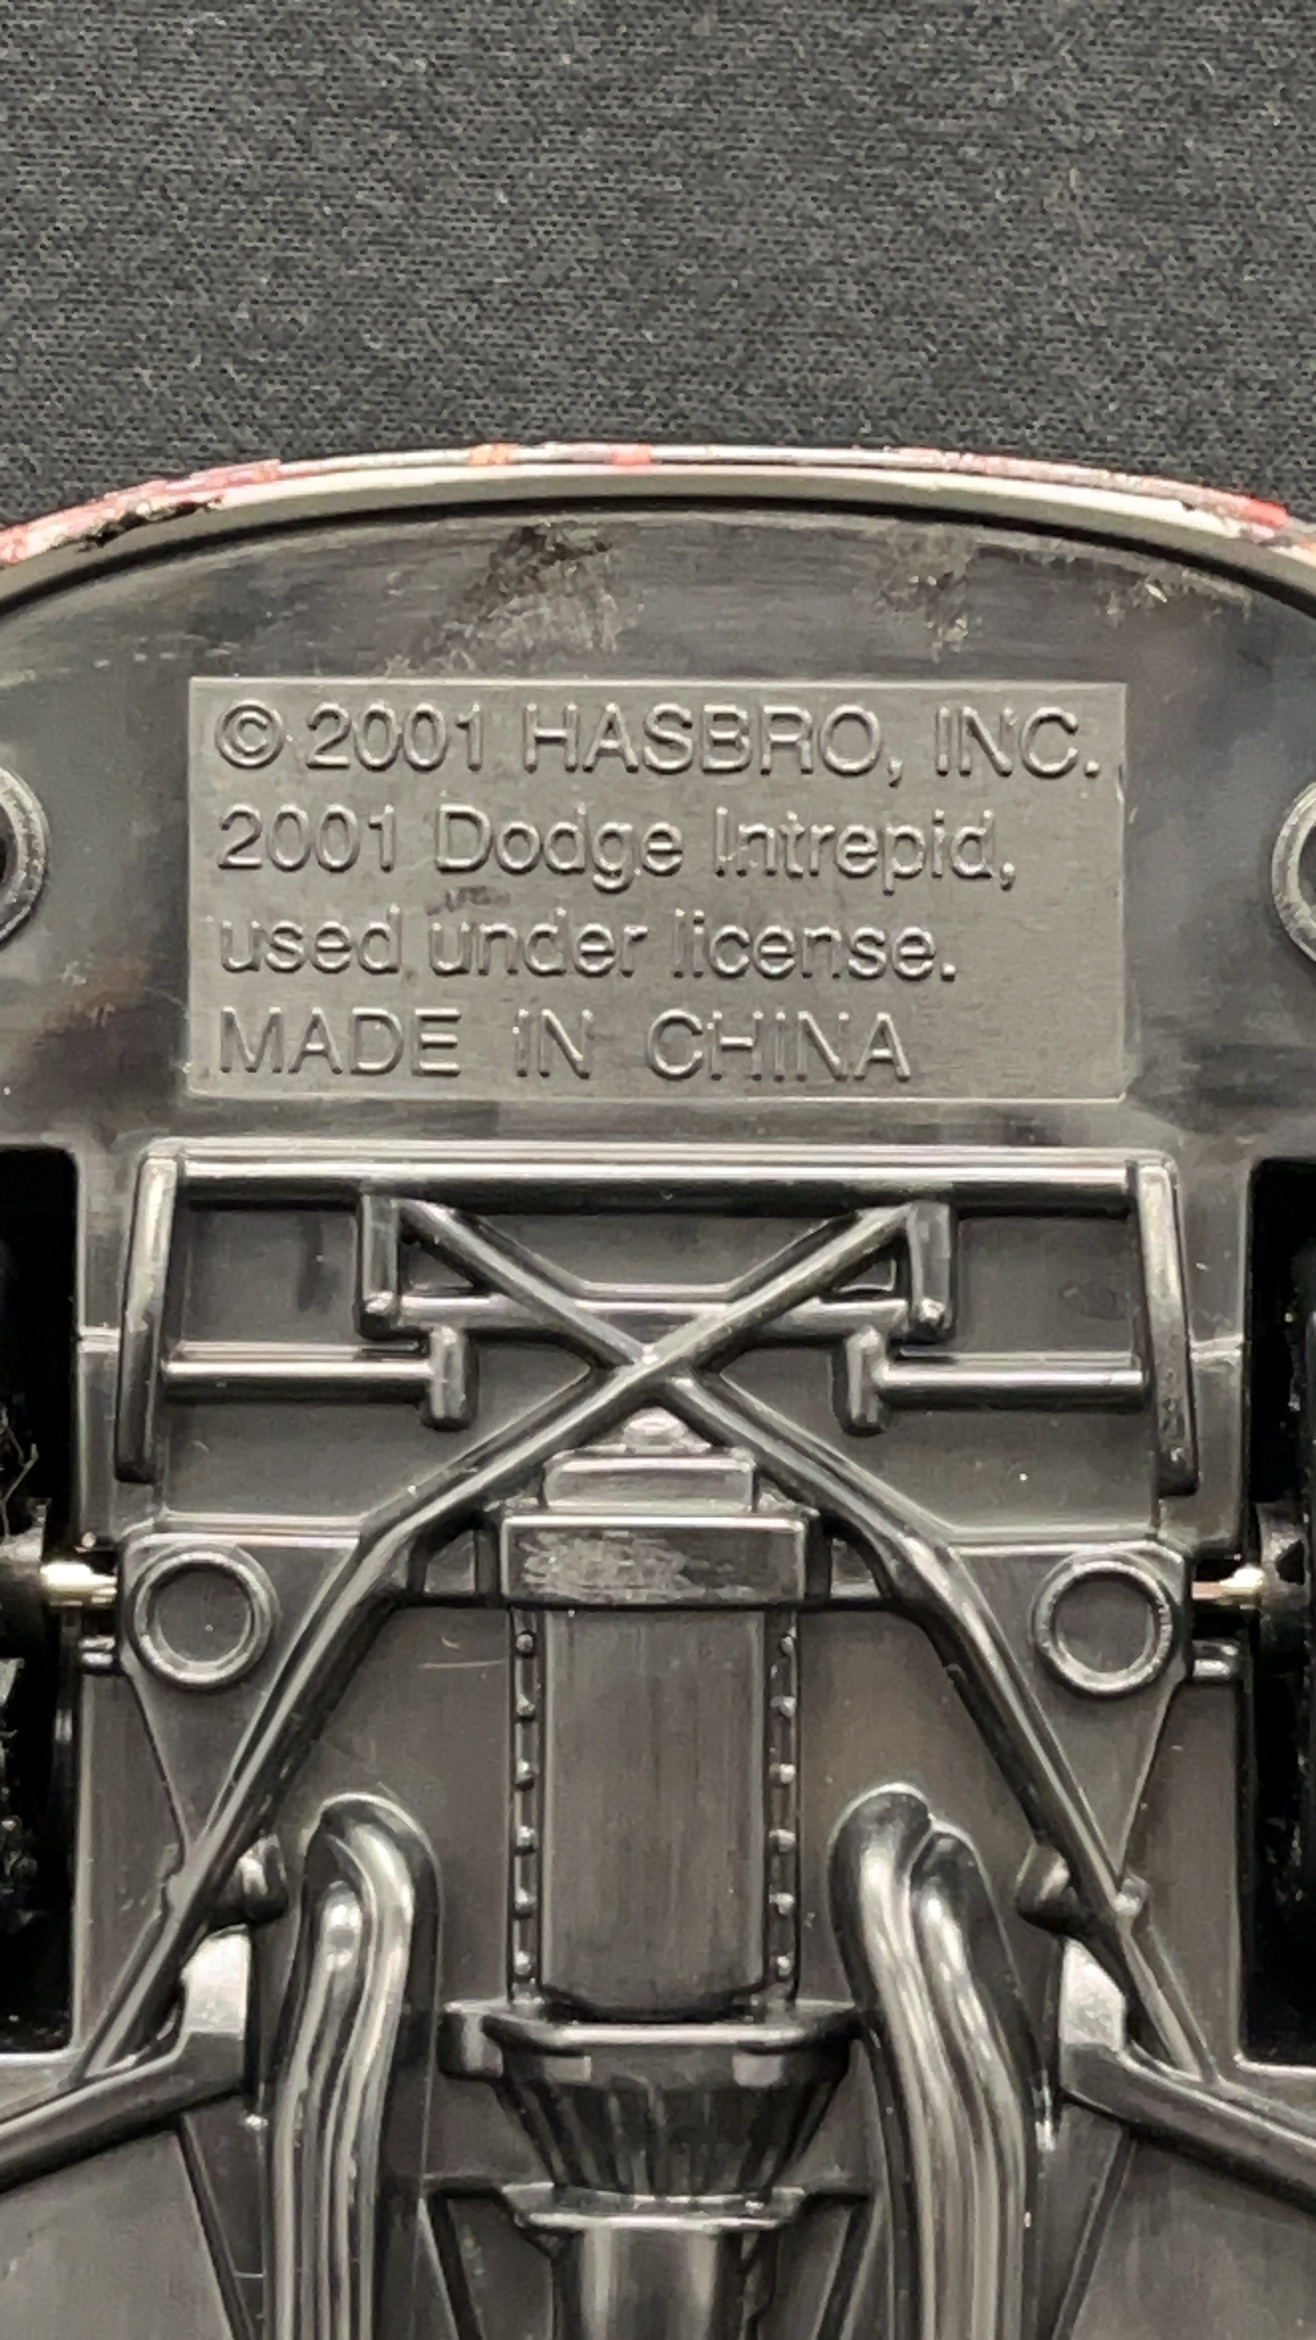 © 2001 HASBRO, INC.
2001 Dodge Intrepid,
used under license.
MADE IN CHINA